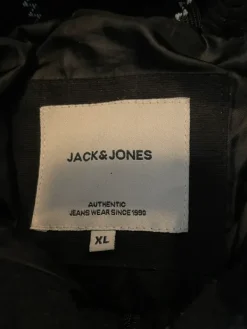 JACK&JONES
AUTHENTIC
JEANS WEAR SINCE 1990
XL